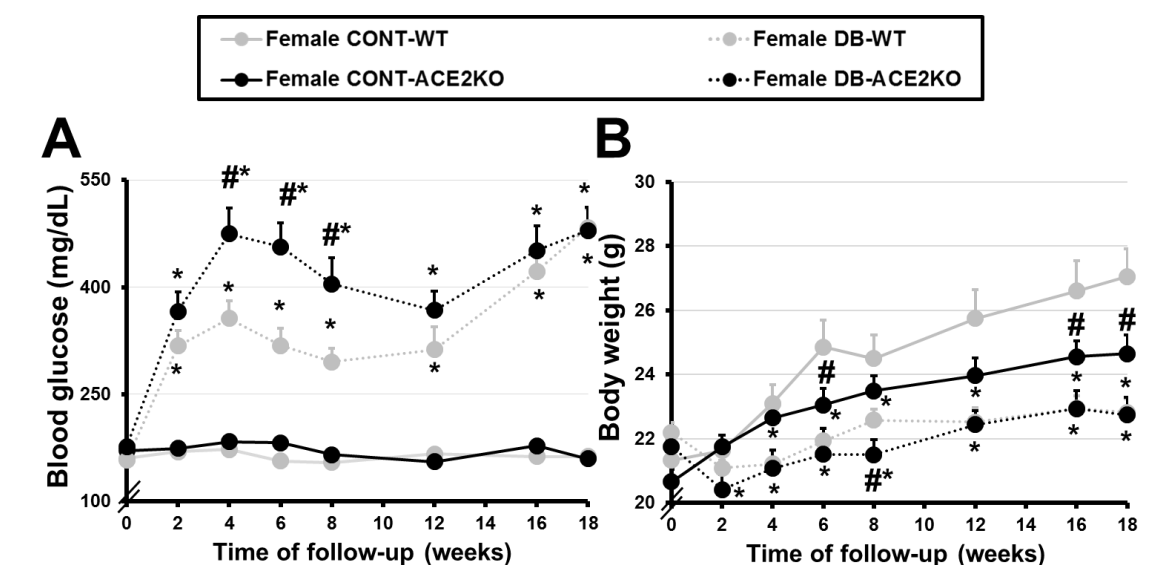 Female CONT-WT Female DB-WT
Female CONT-ACE2KO Female DB-ACE2KO
A
Blood glucose (mg/dL)
550
400
250
100
#* #* #*
* * * * * * * *
* * * *
0 2 4 6 8 10 12 14 16 18
Time of follow-up (weeks)
B
Body weight (g)
30
28
26
24
22
20
# # #
* * * * *
* * * * * *
#*
0 2 4 6 8 10 12 14 16 18
Time of follow-up (weeks)